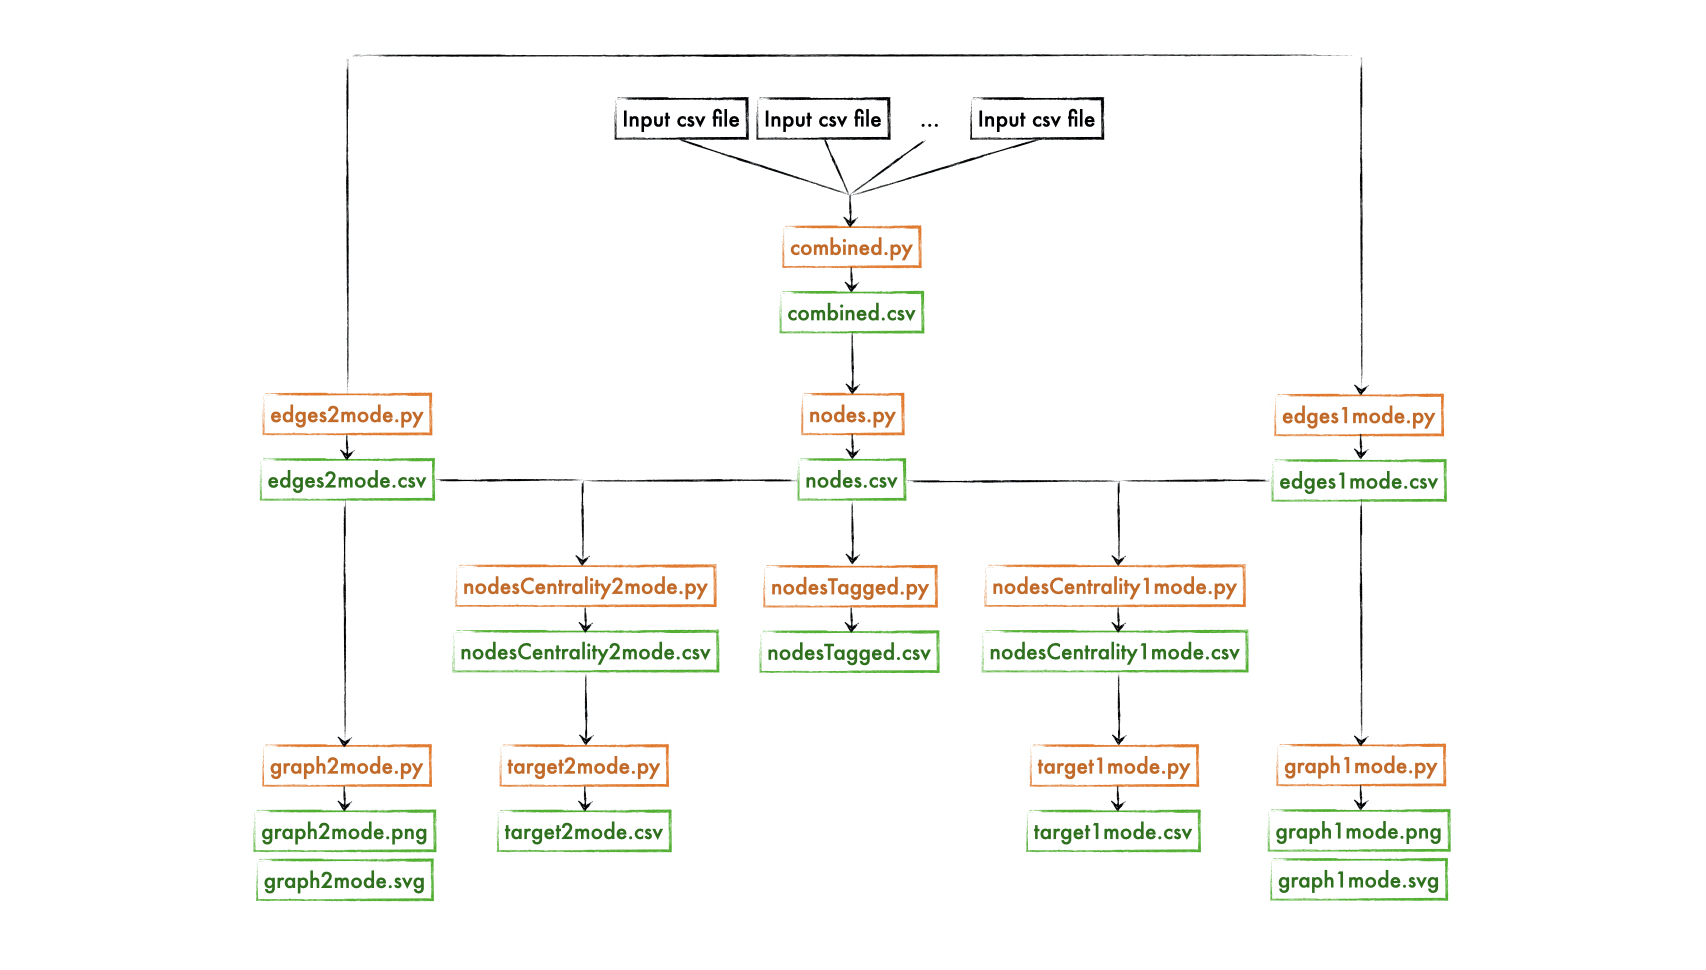 Input csv file
Input csv file
...
Input csv file
combined.py
combined.csv
edges2mode.py
nodes.py
edges1mode.py
edges2mode.csv
nodes.csv
edges1mode.csv
nodesCentrality2mode.py
nodesTagged.py
nodesCentrality1mode.py
nodesCentrality2mode.csv
nodesTagged.csv
nodesCentrality1mode.csv
graph2mode.py
target2mode.py
target1mode.py
graph1mode.py
graph2mode.png
target2mode.csv
target1mode.csv
graph1mode.png
graph2mode.svg
graph1mode.svg